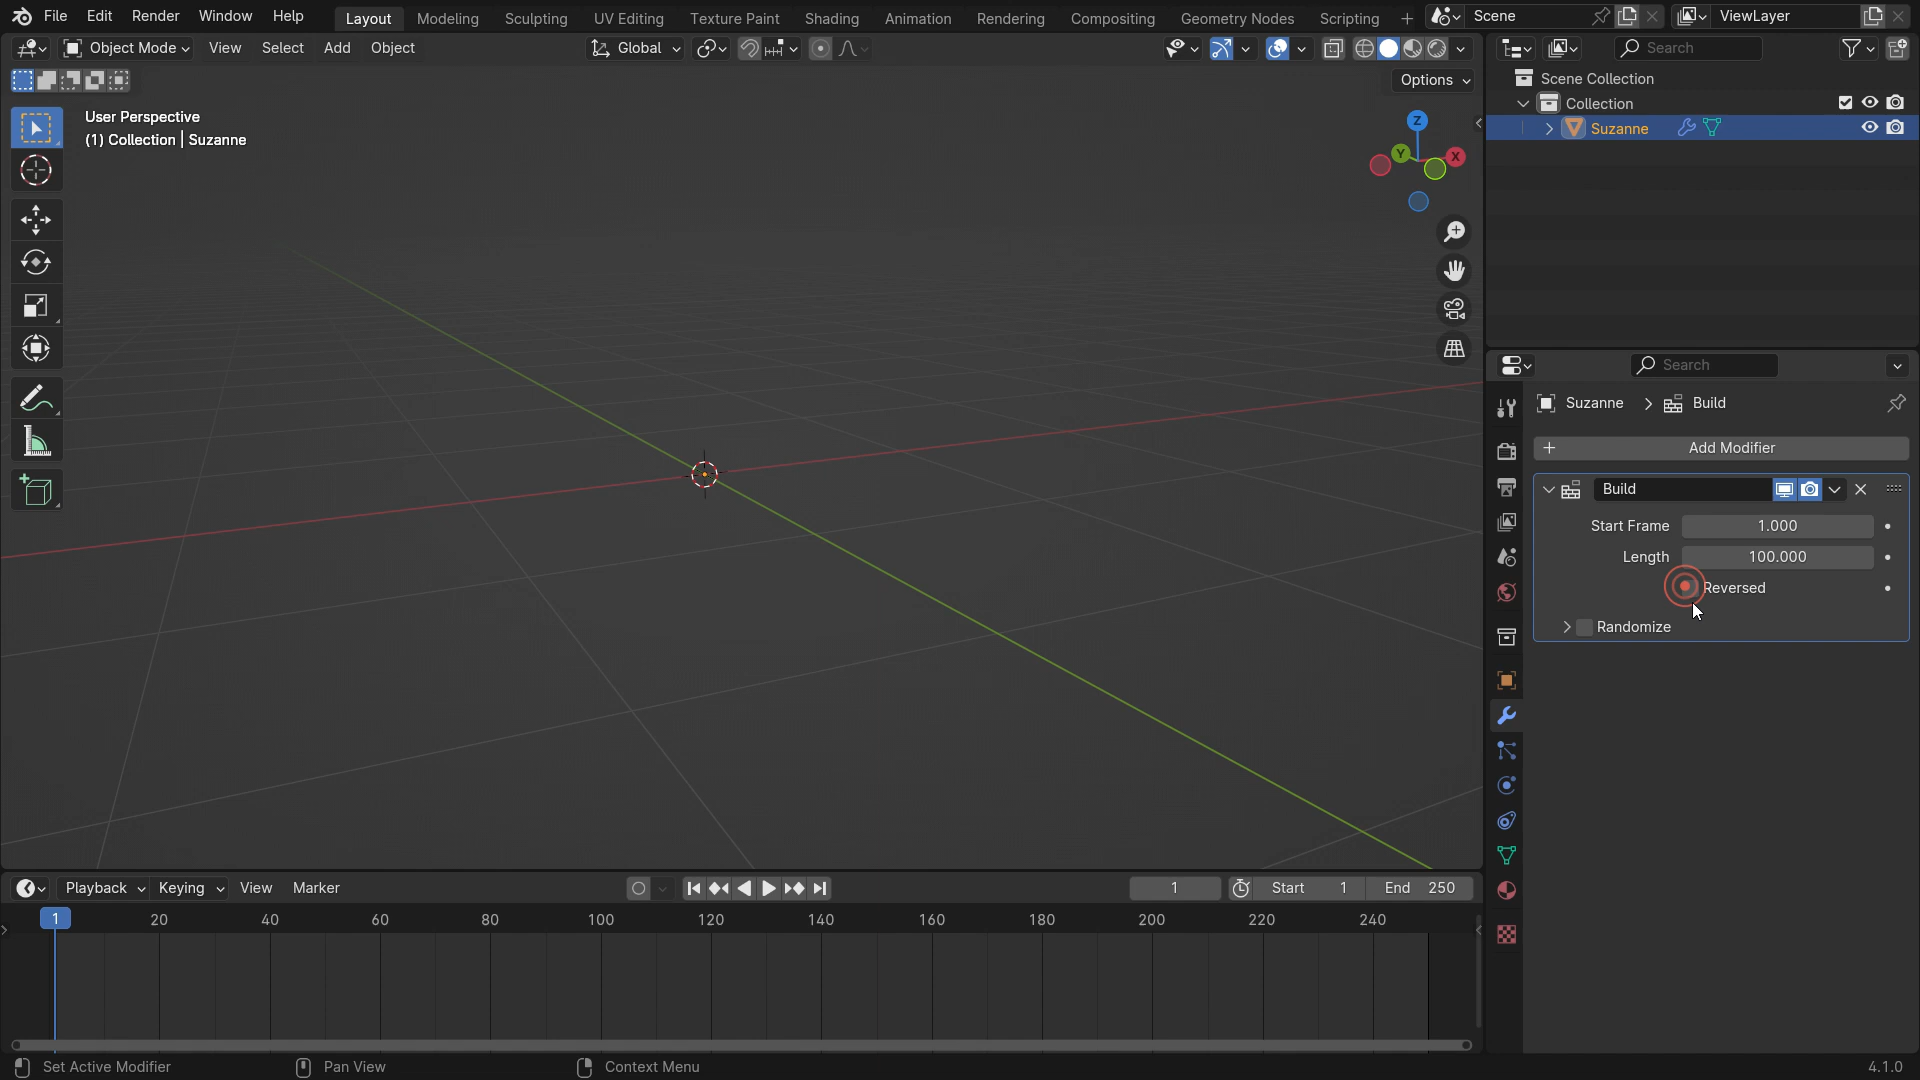 File Edit Render Window Help Layout Modeling Sculpting UV Editing Texture Paint Shading Animation Rendering Compositing Geometry Nodes Scripting + Scene ViewLayer
Object Mode View Select Add Object Global Search
Options
User Perspective
(1) Collection | Suzanne
Z
Y X
Scene Collection
Collection
Suzanne
Search
Suzanne > Build
+ Add Modifier
Build
Start Frame 1.000
Length 100.000
Reversed
Randomize
Playback Keying View Marker 1 Start 1 End 250
1 20 40 60 80 100 120 140 160 180 200 220 240
Set Active Modifier Pan View Context Menu 4.1.0